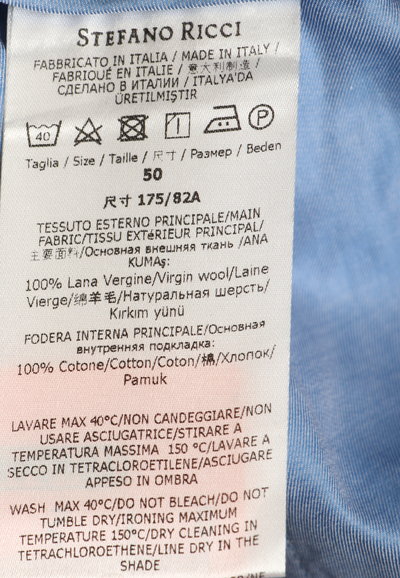 STEFANO RICCI
FABBRICATO IN ITALIA / MADE IN ITALY /
FABRIQUÉ EN ITALIE / 意大利制造 /
СДЕЛАНО В ИТАЛИИ / ITALYA'DA
ÜRETILMIŞTIR
40 P
Taglia / Size / Taille / 尺寸 / Размер / Beden
50
尺寸 175/82A
TESSUTO ESTERNO PRINCIPALE/MAIN
FABRIC/TISSU EXTéRIEUR PRINCIPAL/
主要面料/Основная внешняя ткань /ANA
KUMAş:
100% Lana Vergine/Virgin wool/Laine
Vierge/绵羊毛/Натуральная шерсть/
Kırkım yünü
FODERA INTERNA PRINCIPALE/Основная
внутренняя подкладка:
100% Cotone/Cotton/Coton/棉/Хлопок/
Pamuk
LAVARE MAX 40°C/NON CANDEGGIARE/NON
USARE ASCIUGATRICE/STIRARE A
TEMPERATURA MASSIMA 150 °C/LAVARE A
SECCO IN TETRACLOROETILENE/ASCIUGARE
APPESO IN OMBRA
WASH MAX 40°C/DO NOT BLEACH/DO NOT
TUMBLE DRY/IRONING MAXIMUM
TEMPERATURE 150°C/DRY CLEANING IN
TETRACHLOROETHENE/LINE DRY IN THE
SHADE